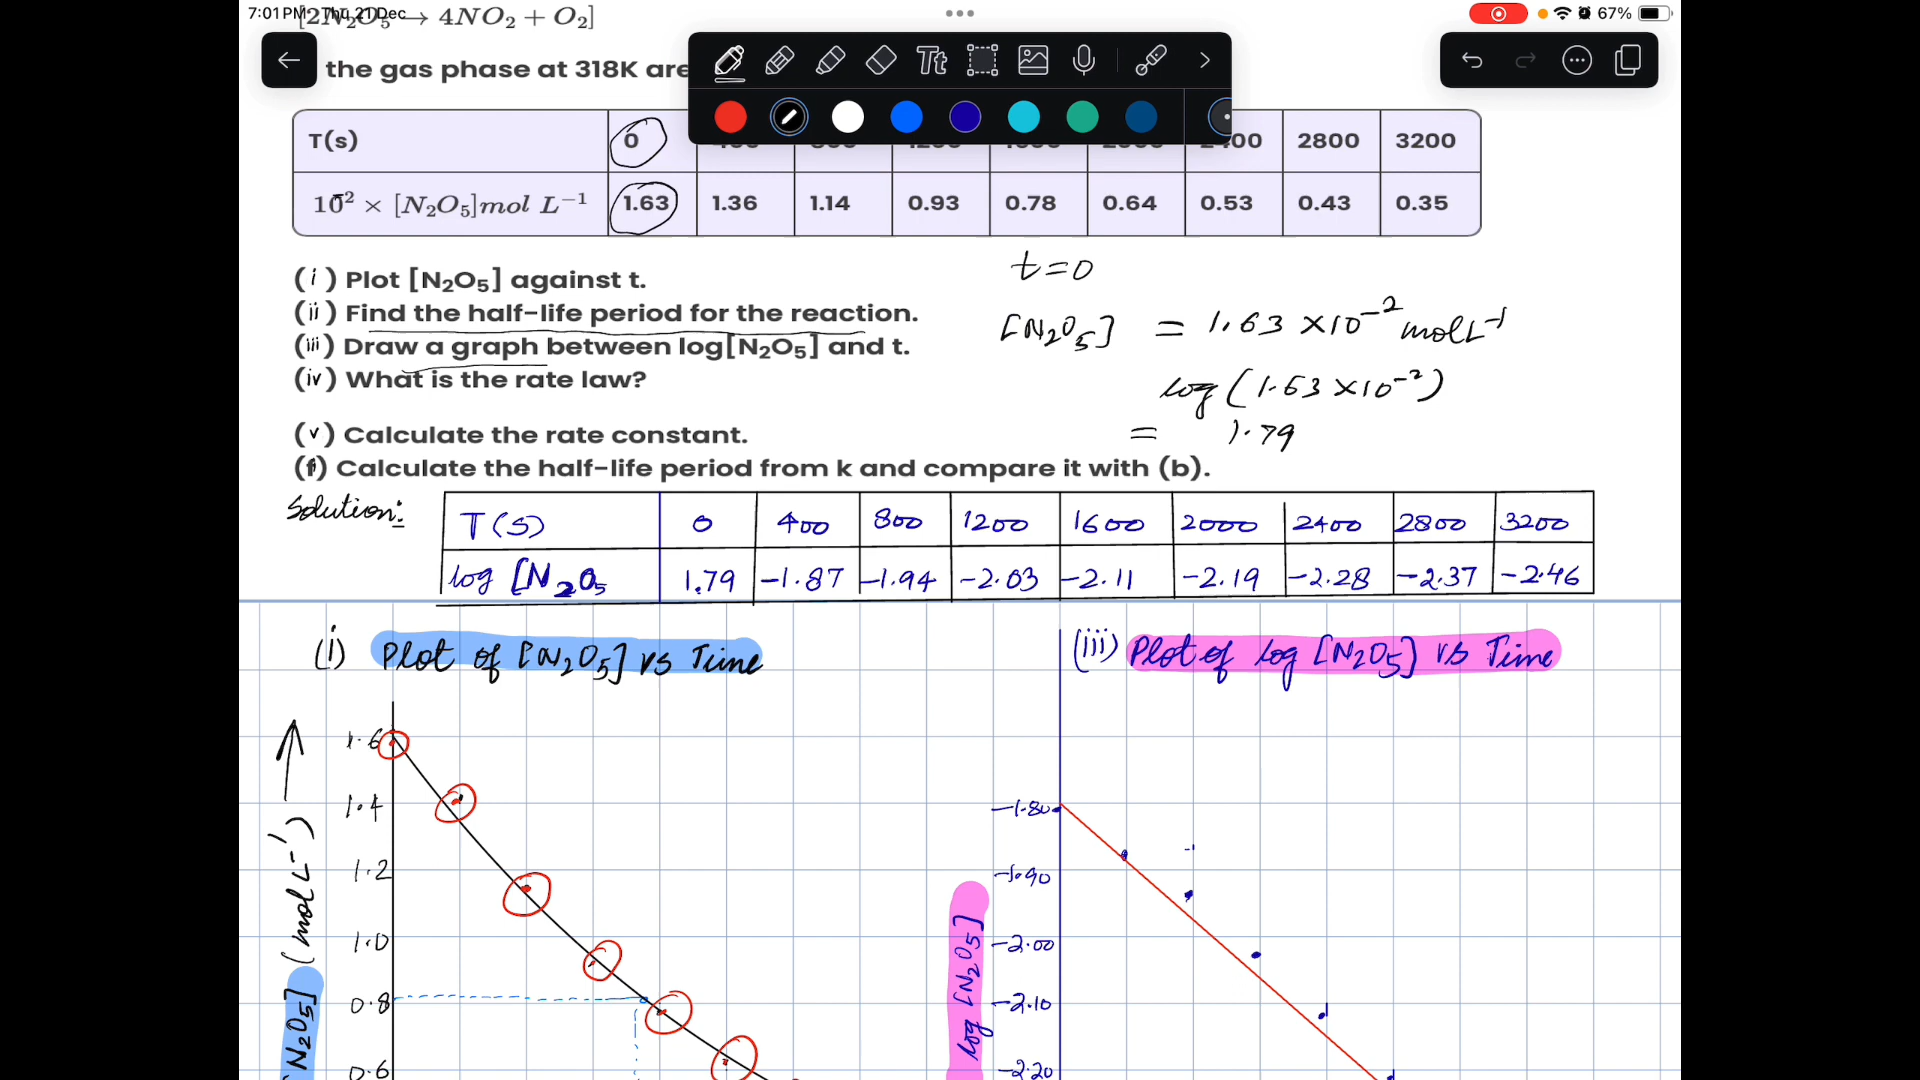 7:01 PM Thu 21 Dec
67%
[2N₂O₅ → 4NO₂ + O₂]
the gas phase at 318K are
Tt
T(s) 0 2800 3200
10⁻² × [N₂O₅]mol L⁻¹ 1.63 1.36 1.14 0.93 0.78 0.64 0.53 0.43 0.35
(i) Plot [N₂O₅] against t.
(ii) Find the half-life period for the reaction.
(iii) Draw a graph between log[N₂O₅] and t.
(iv) What is the rate law?
(v) Calculate the rate constant.
(f) Calculate the half-life period from k and compare it with (b).
t=0
[N₂O₅] = 1.63 ×10⁻² mol L⁻¹
log (1.63 ×10⁻²)
= 1.79
Solution:
T(S) 0 400 800 1200 1600 2000 2400 2800 3200
log [N₂O₅ 1.79 -1.87 -1.94 -2.03 -2.11 -2.19 -2.28 -2.37 -2.46
(i) Plot of [N₂O₅] vs Time
1.6
1.4
1.2
1.0
0.8
0.6
N₂O₅] (mol L⁻¹)
(iii) Plot of log [N₂O₅] vs Time
-1.80
-1.90
-2.00
-2.10
-2.20
log [N₂O₅]